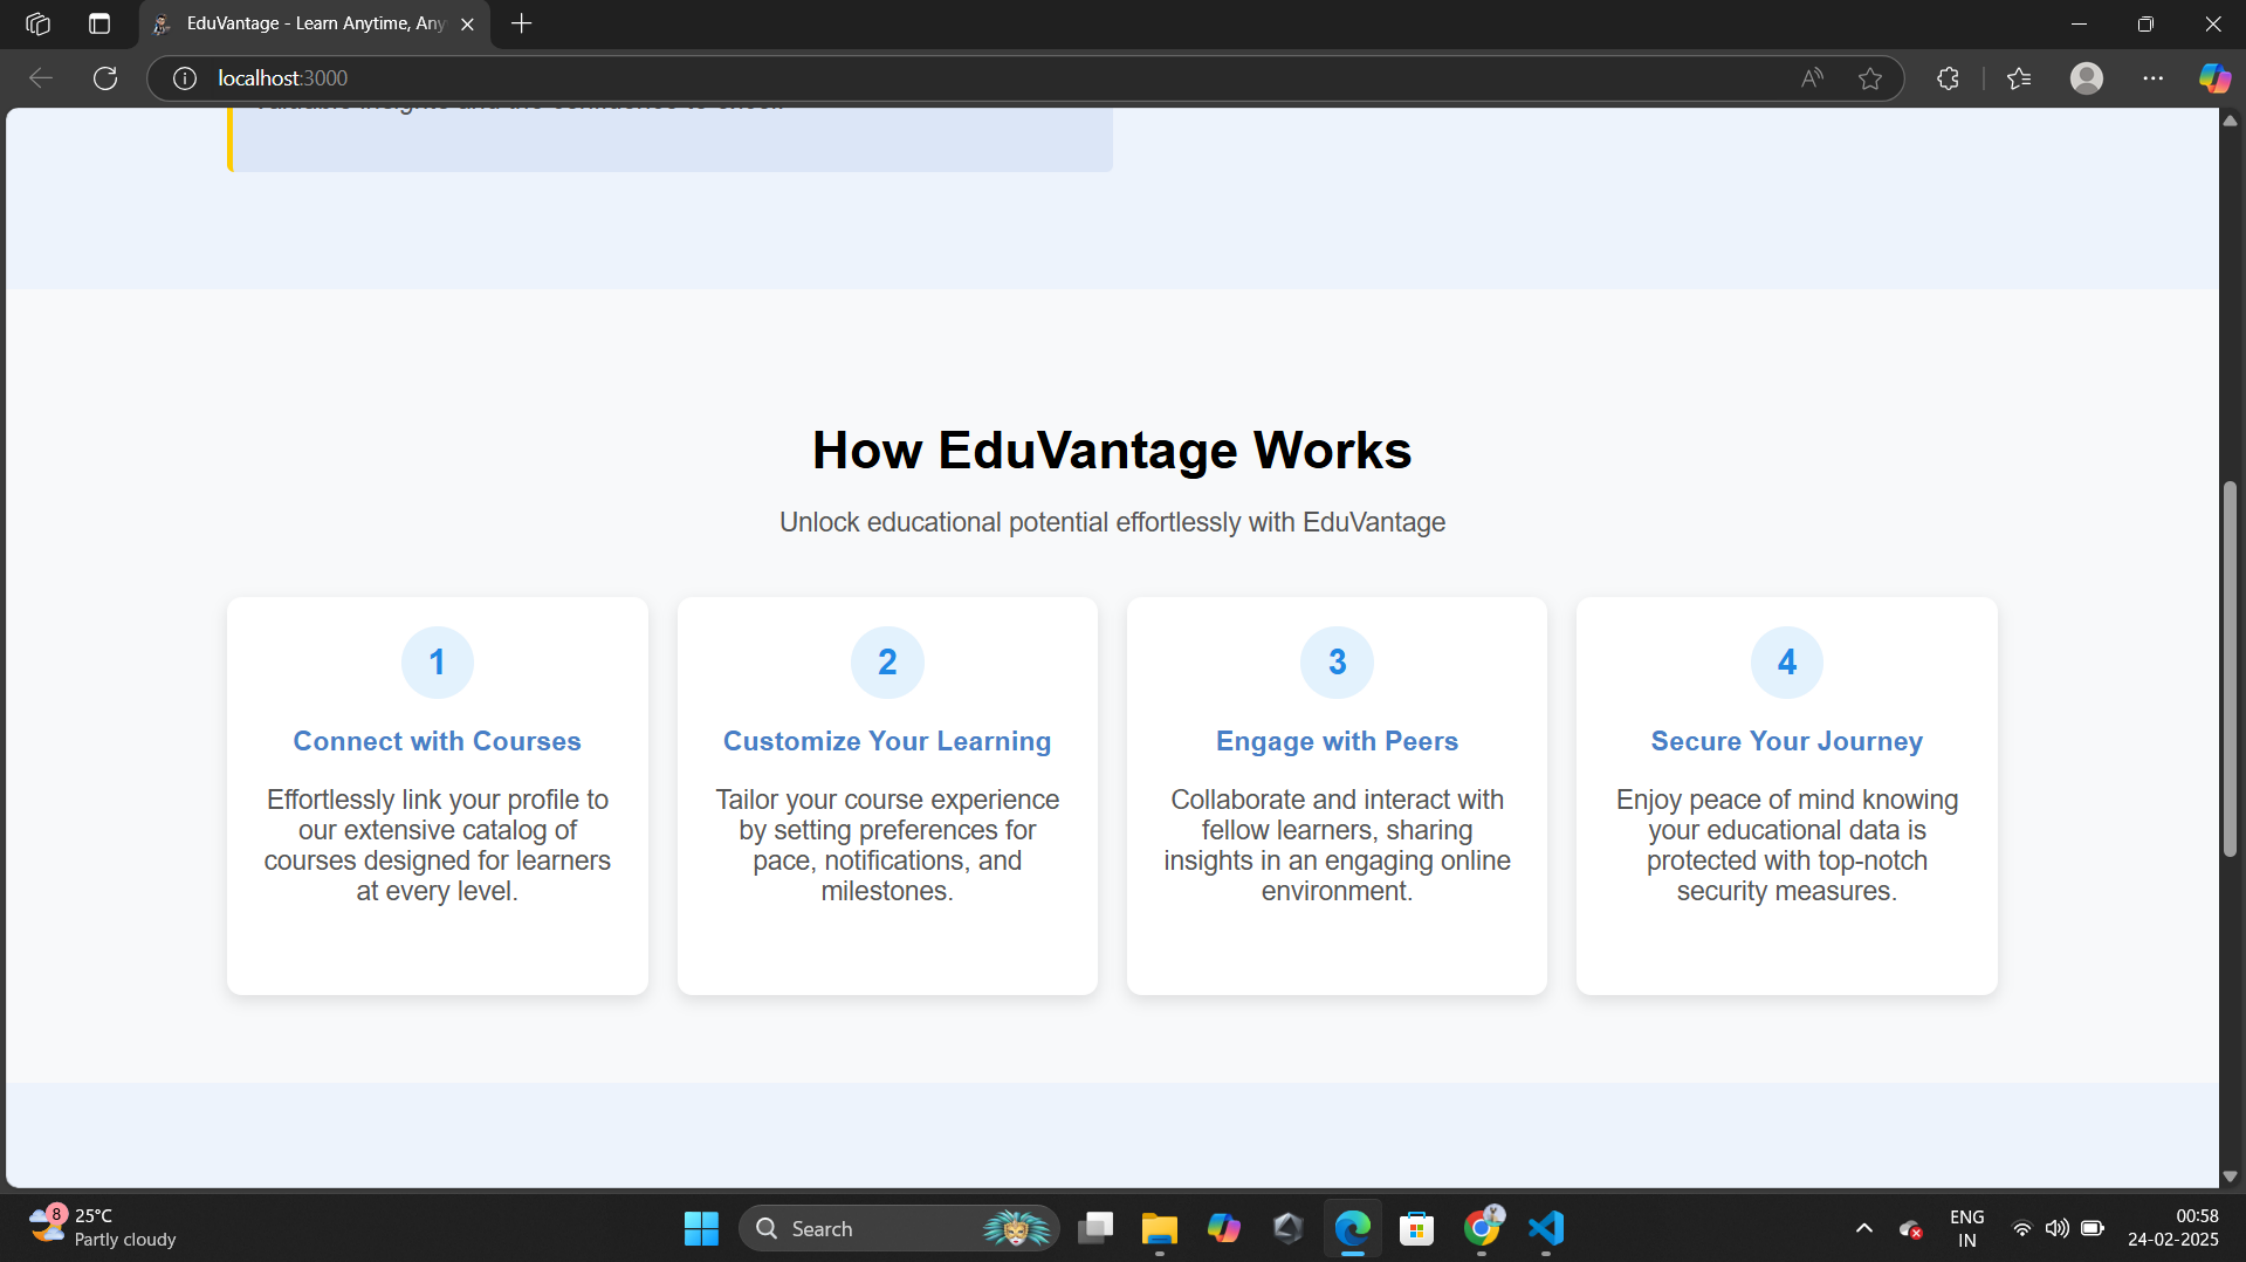 EduVantage - Learn Anytime, Any
localhost:3000
How EduVantage Works
Unlock educational potential effortlessly with EduVantage
1
Connect with Courses
Effortlessly link your profile to
our extensive catalog of
courses designed for learners
at every level.
2
Customize Your Learning
Tailor your course experience
by setting preferences for
pace, notifications, and
milestones.
3
Engage with Peers
Collaborate and interact with
fellow learners, sharing
insights in an engaging online
environment.
4
Secure Your Journey
Enjoy peace of mind knowing
your educational data is
protected with top-notch
security measures.
8
25°C
Partly cloudy
Search
ENG
IN
00:58
24-02-2025